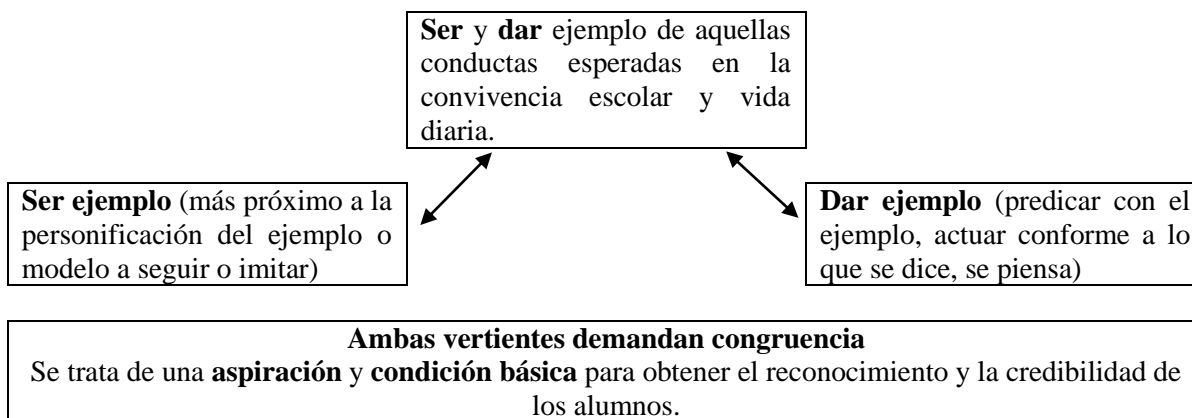 Ser y dar ejemplo de aquellas
conductas esperadas en la
convivencia escolar y vida
diaria.
Ser ejemplo (más próximo a la
personificación del ejemplo o
modelo a seguir o imitar)
Dar ejemplo (predicar con el
ejemplo, actuar conforme a lo
que se dice, se piensa)
Ambas vertientes demandan congruencia
Se trata de una aspiración y condición básica para obtener el reconocimiento y la credibilidad de
los alumnos.